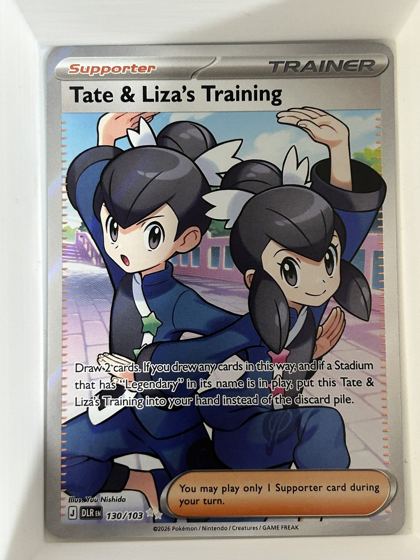 Supporter TRAINER
Tate & Liza's Training
Draw 2 cards. If you drew any cards in this way, and if a Stadium
that has "Legendary" in its name is in play, put this Tate &
Liza's Training into your hand instead of the discard pile.
Illus. Yuu Nishida
You may play only 1 Supporter card during
your turn.
J DLR EN 130/103
©2026 Pokémon / Nintendo / Creatures / GAME FREAK